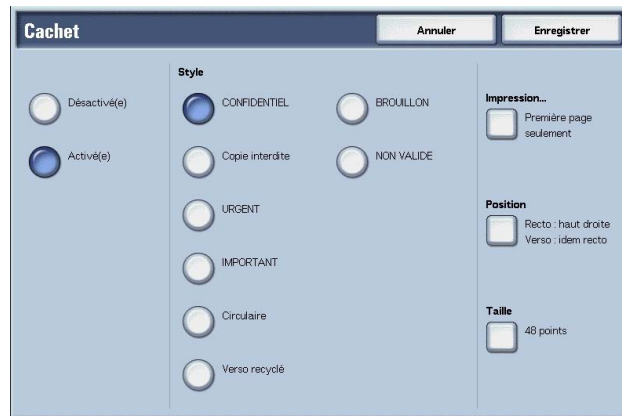 Cachet
Annuler
Enregistrer
Désactivé(e)
Activé(e)
Style
CONFIDENTIEL
Copie interdite
URGENT
IMPORTANT
Circulaire
Verso recyclé
BROUILLON
NON VALIDE
Impression...
Première page
seulement
Position
Recto : haut droite
Verso : idem recto
Taille
48 points